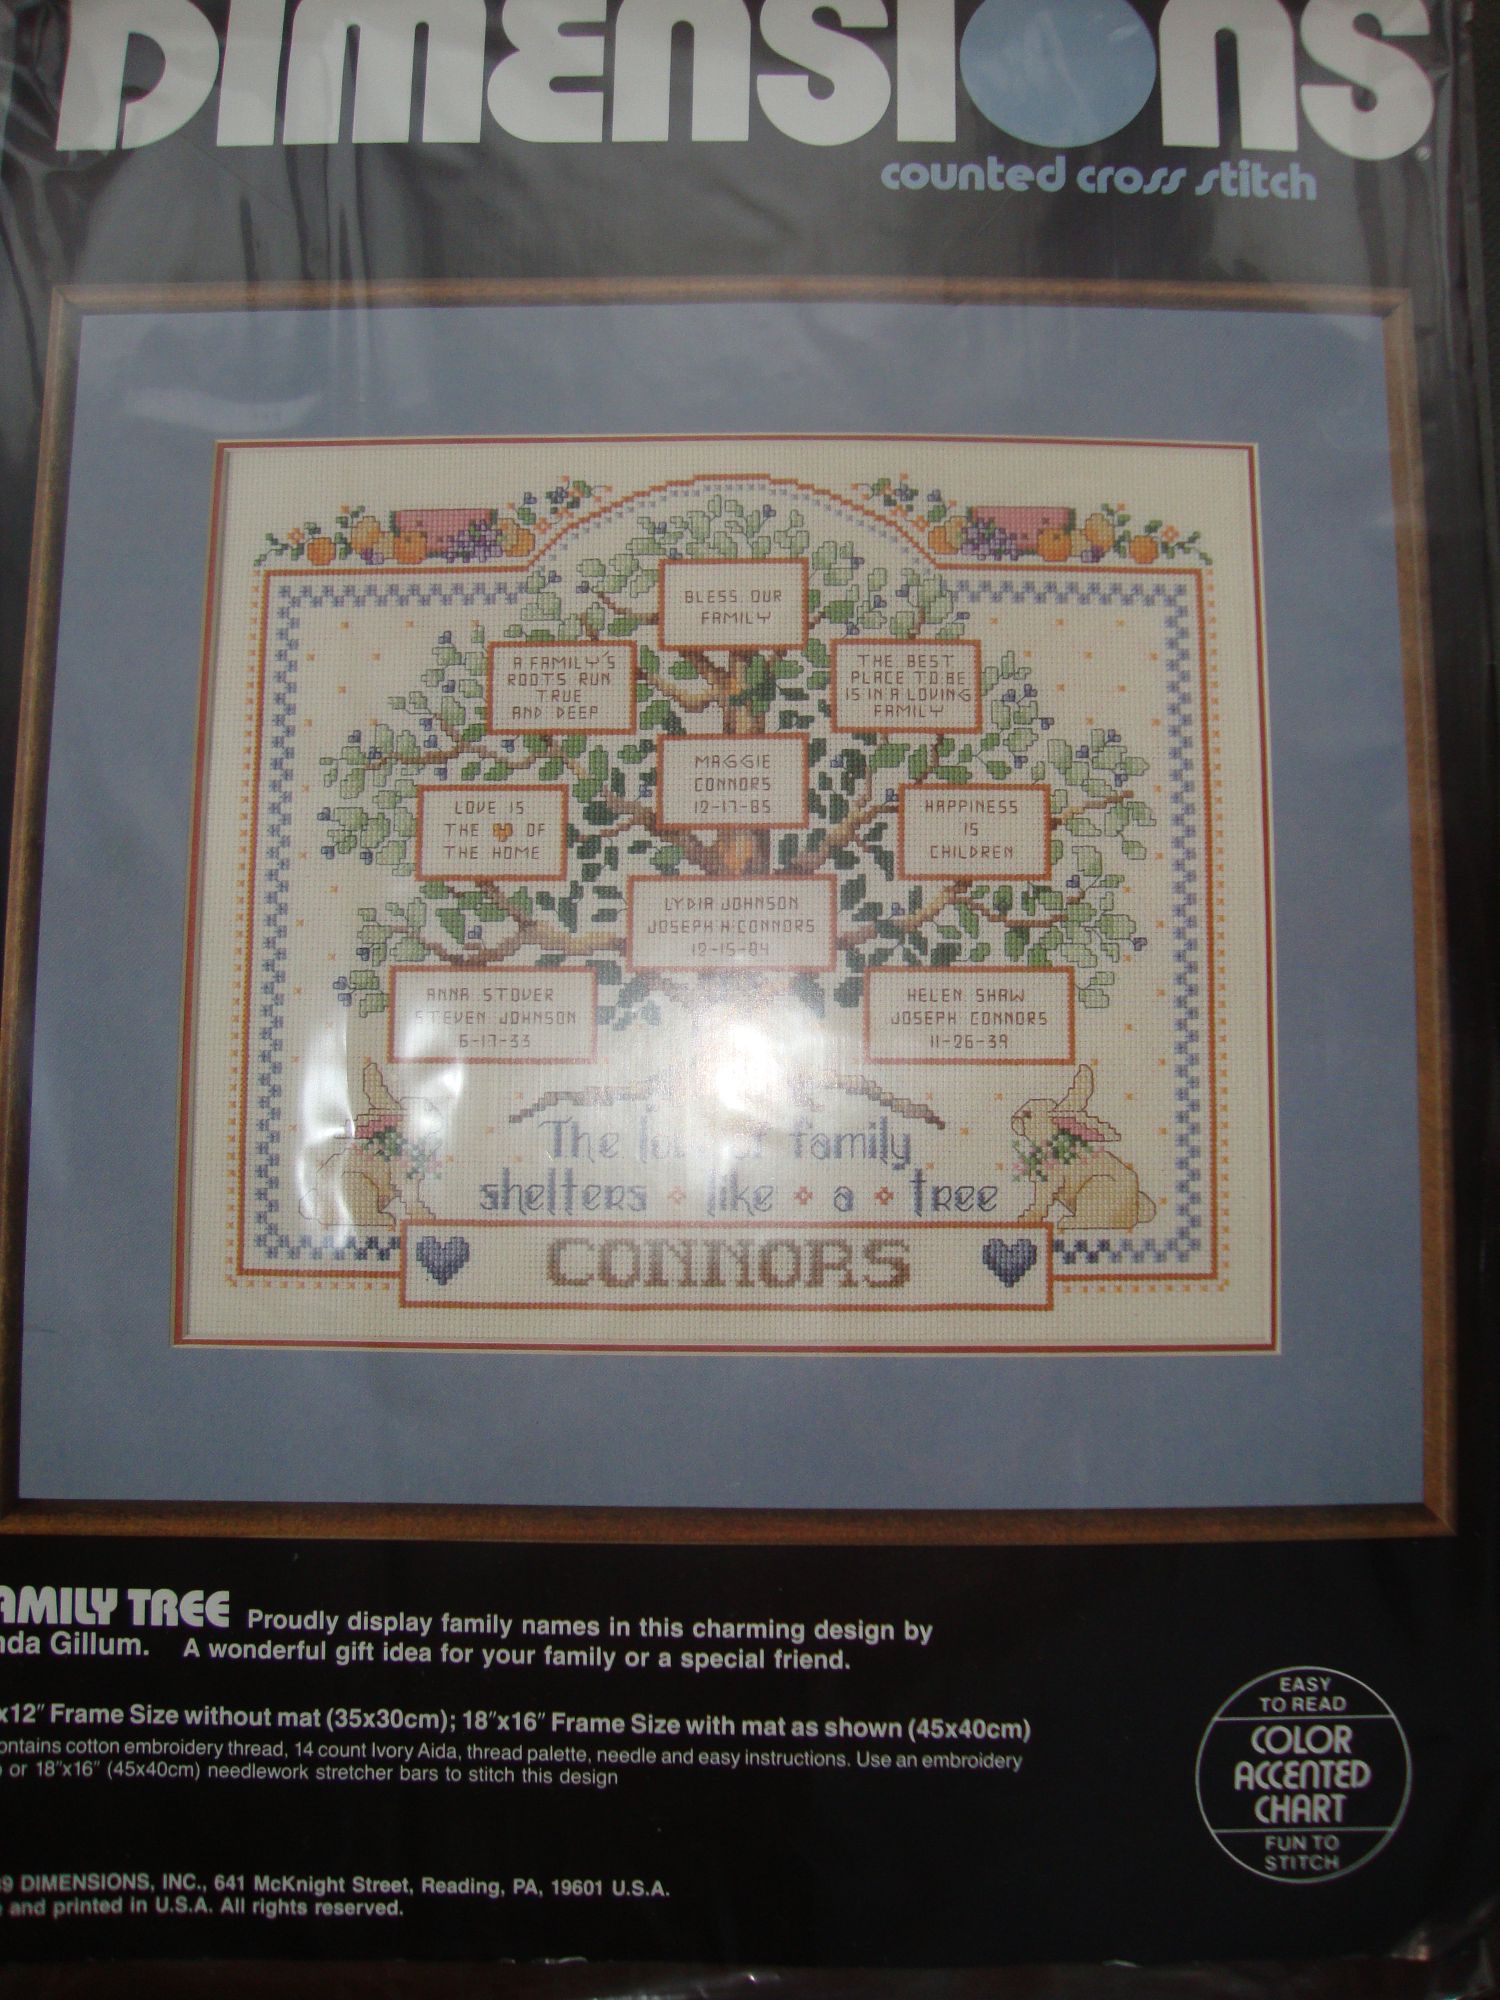 DIMENSIONS
counted cross stitch
BLESS OUR
FAMILY
A FAMILY'S
ROOTS RUN
TRUE
AND DEEP
THE BEST
PLACE TO BE
IS IN A LOVING
FAMILY
MAGGIE
CONNORS
12-17-85
LOVE IS
THE OF
THE HOME
HAPPINESS
IS
CHILDREN
LYDIA JOHNSON
JOSEPH H CONNORS
12-15-84
ANNA STOVER
STEVEN JOHNSON
6-17-33
HELEN SHAW
JOSEPH CONNORS
11-26-39
The family
shelters like a tree
CONNORS
AMILY TREE Proudly display family names in this charming design by
nda Gillum. A wonderful gift idea for your family or a special friend.
x12" Frame Size without mat (35x30cm); 18"x16" Frame Size with mat as shown (45x40cm)
ontains cotton embroidery thread, 14 count Ivory Aida, thread palette, needle and easy instructions. Use an embroidery
or 18"x16" (45x40cm) needlework stretcher bars to stitch this design
EASY
TO READ
COLOR
ACCENTED
CHART
FUN TO
STITCH
9 DIMENSIONS, INC., 641 McKnight Street, Reading, PA, 19601 U.S.A.
and printed in U.S.A. All rights reserved.